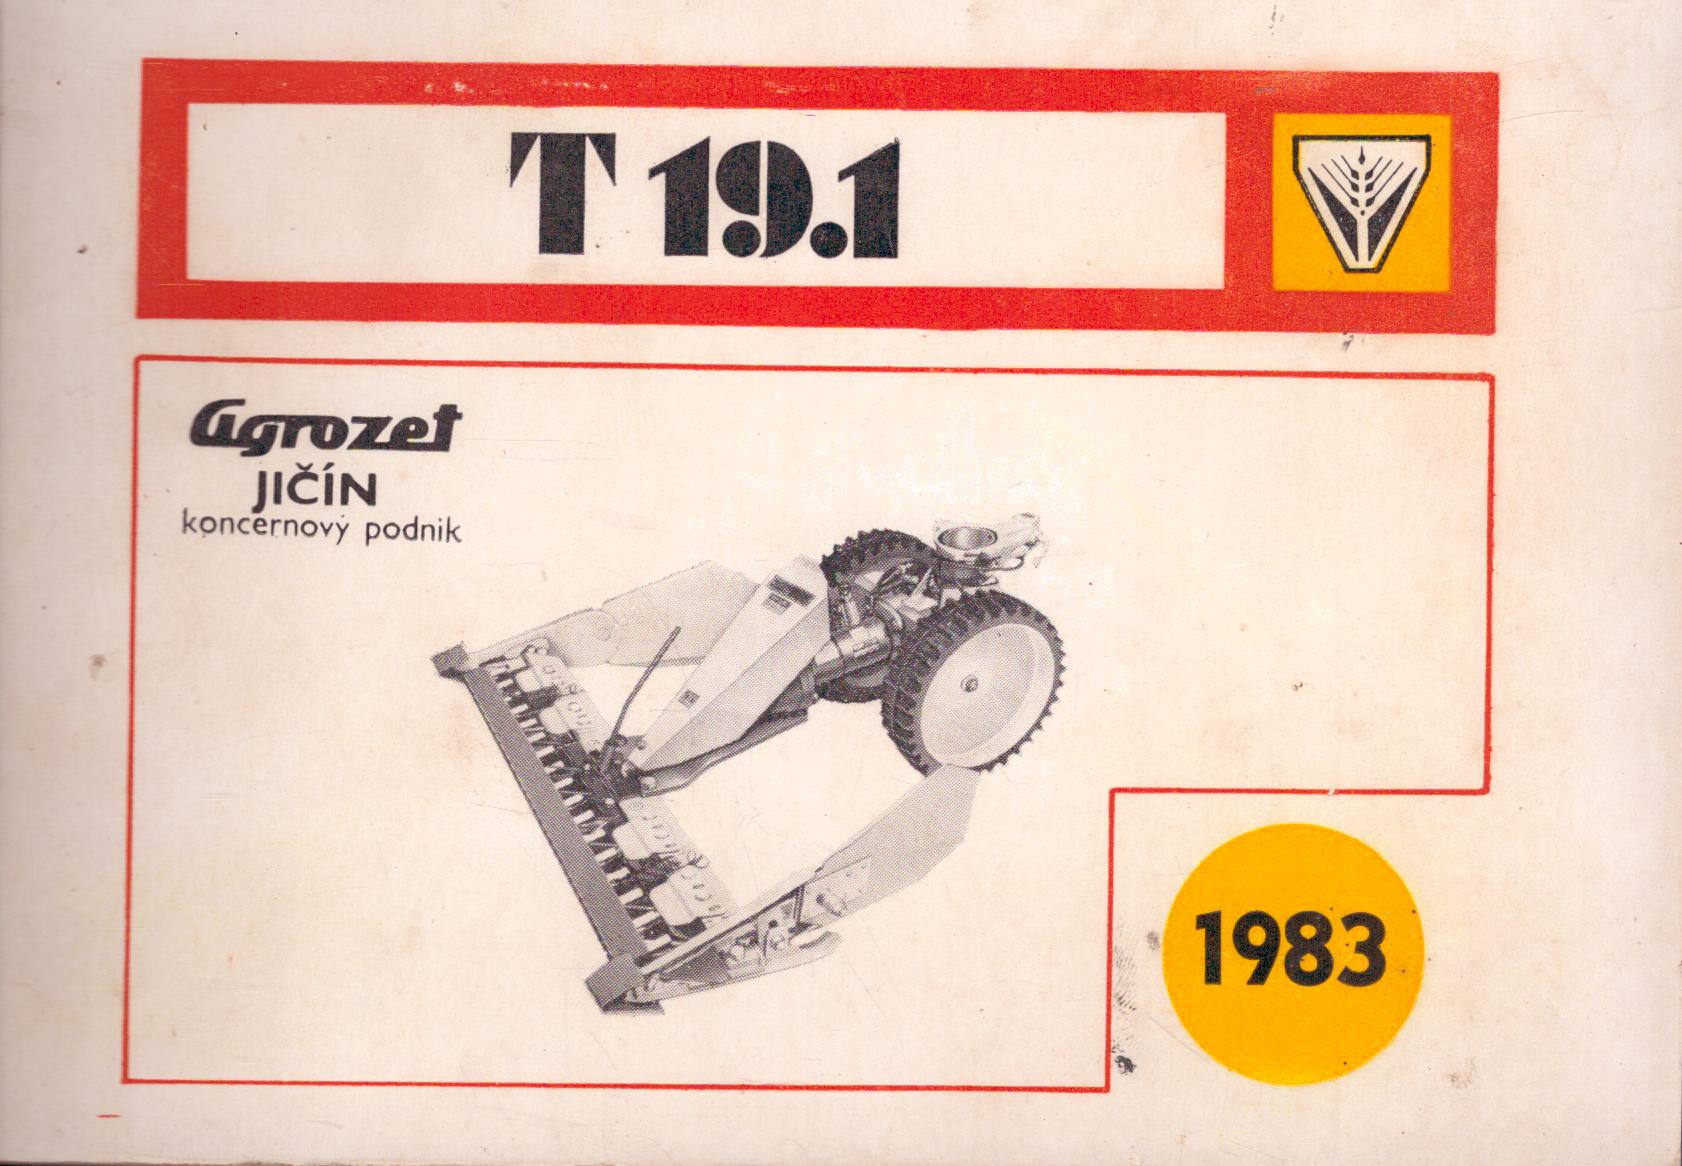 T 19.1
agrozet
JIČÍN
koncernový podnik
1983